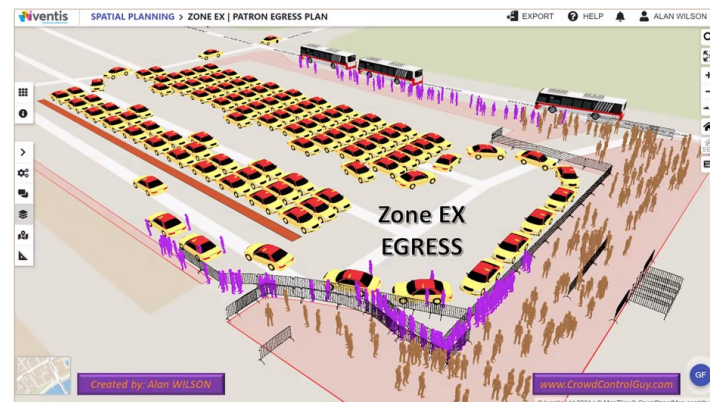 iventis
SPATIAL PLANNING > ZONE EX | PATRON EGRESS PLAN
EXPORT
HELP
ALAN WILSON
Zone EX
EGRESS
GF
Created by: Alan WILSON
www.CrowdControlGuy.com